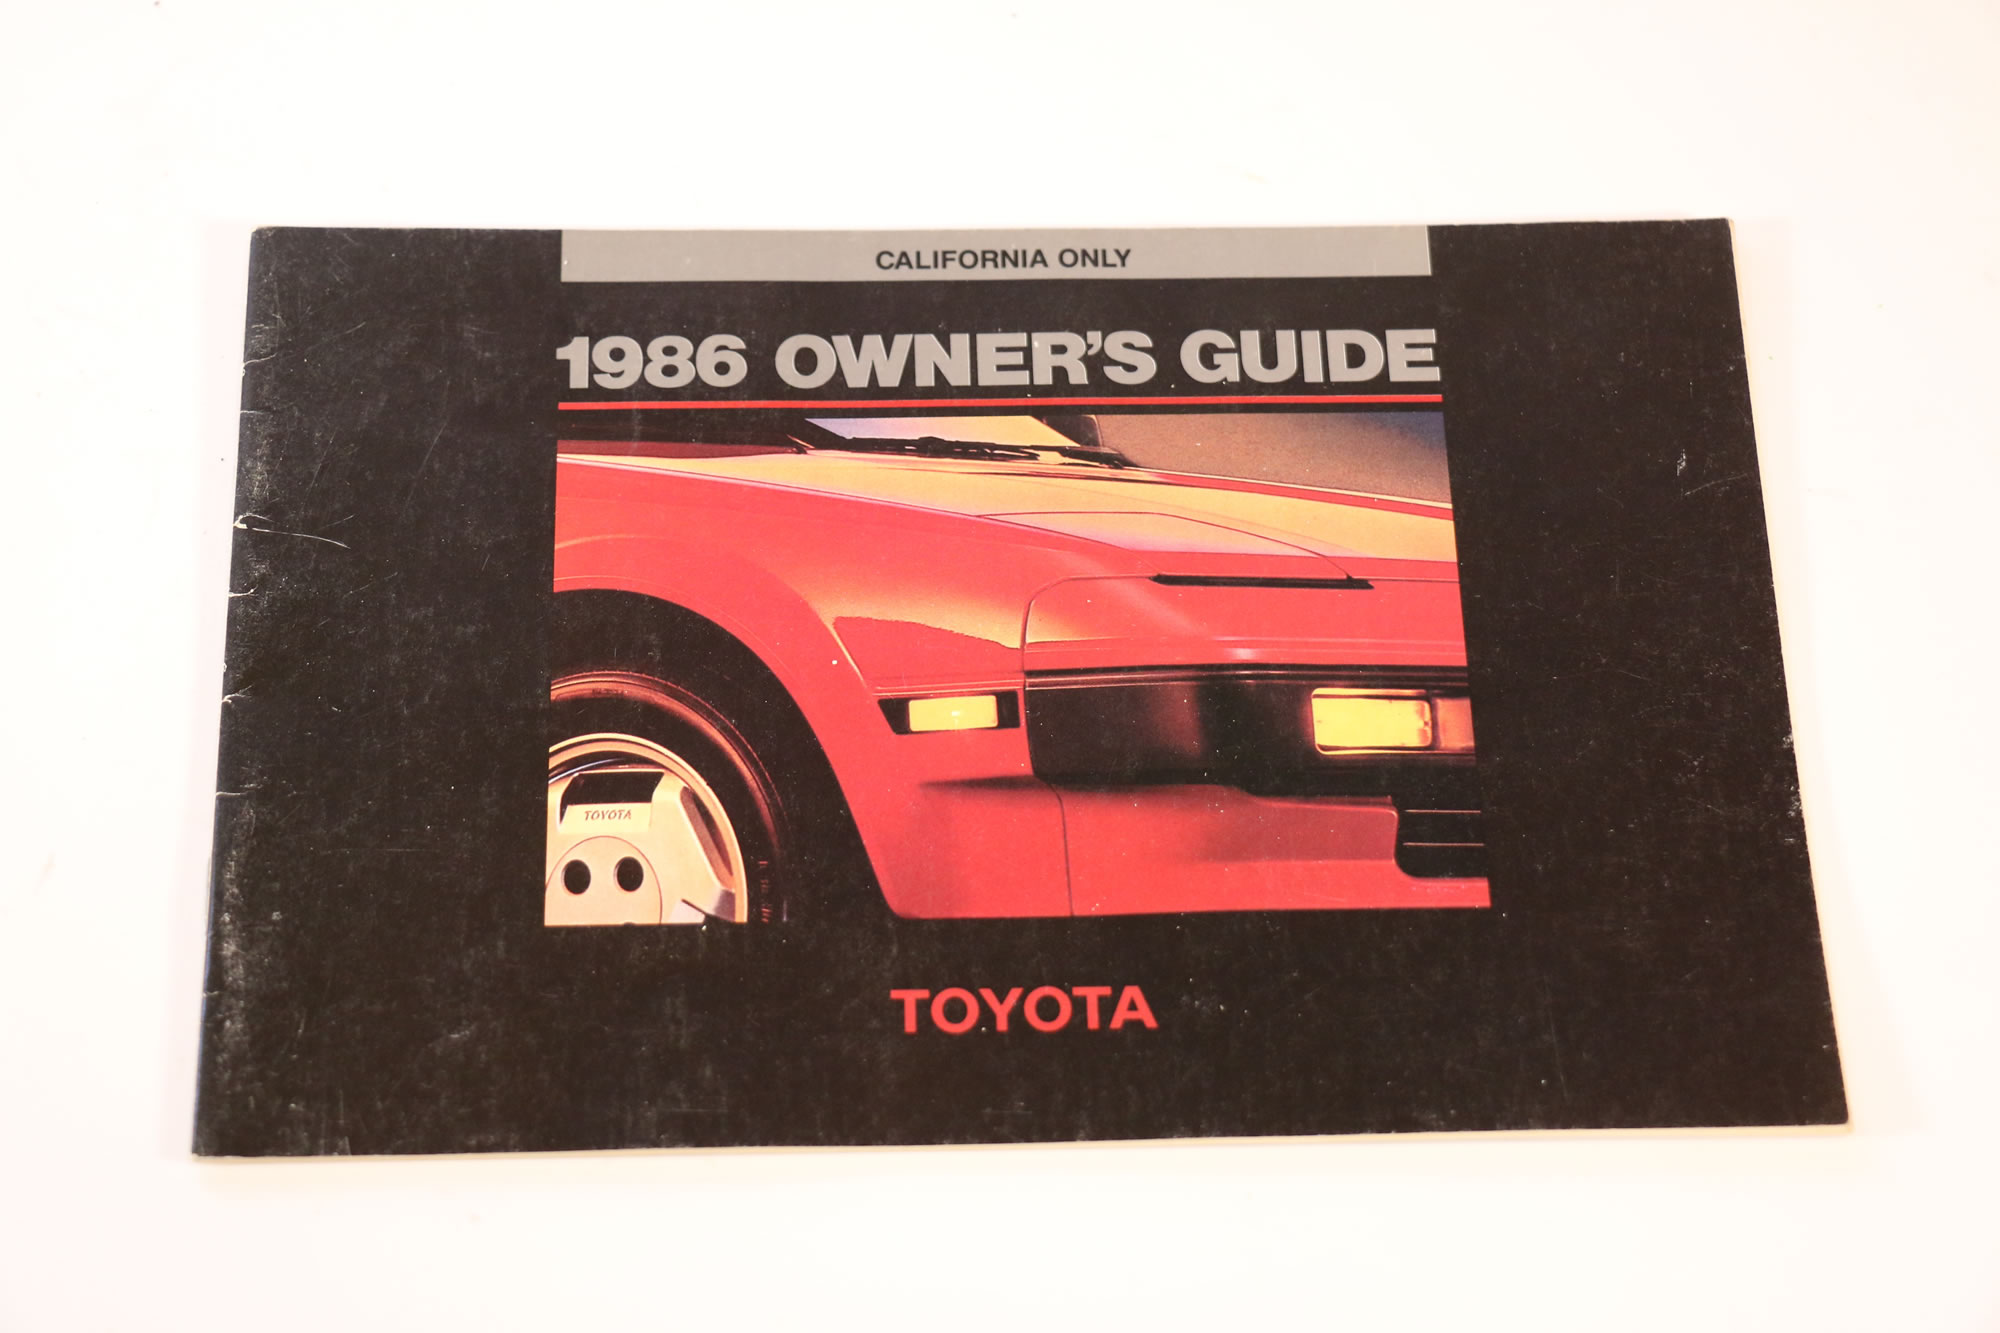 CALIFORNIA ONLY
1986 OWNER'S GUIDE
TOYOTA
TOYOTA